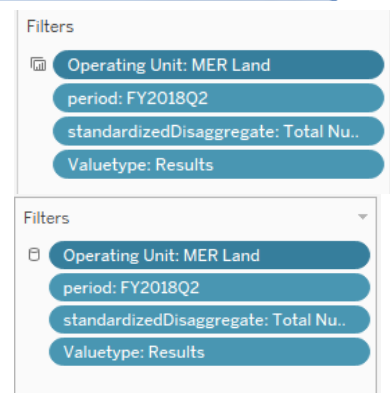 Filters
Operating Unit: MER Land
period: FY2018Q2
standardizedDisaggregate: Total Nu..
Valuetype: Results
Filters
Operating Unit: MER Land
period: FY2018Q2
standardizedDisaggregate: Total Nu..
Valuetype: Results